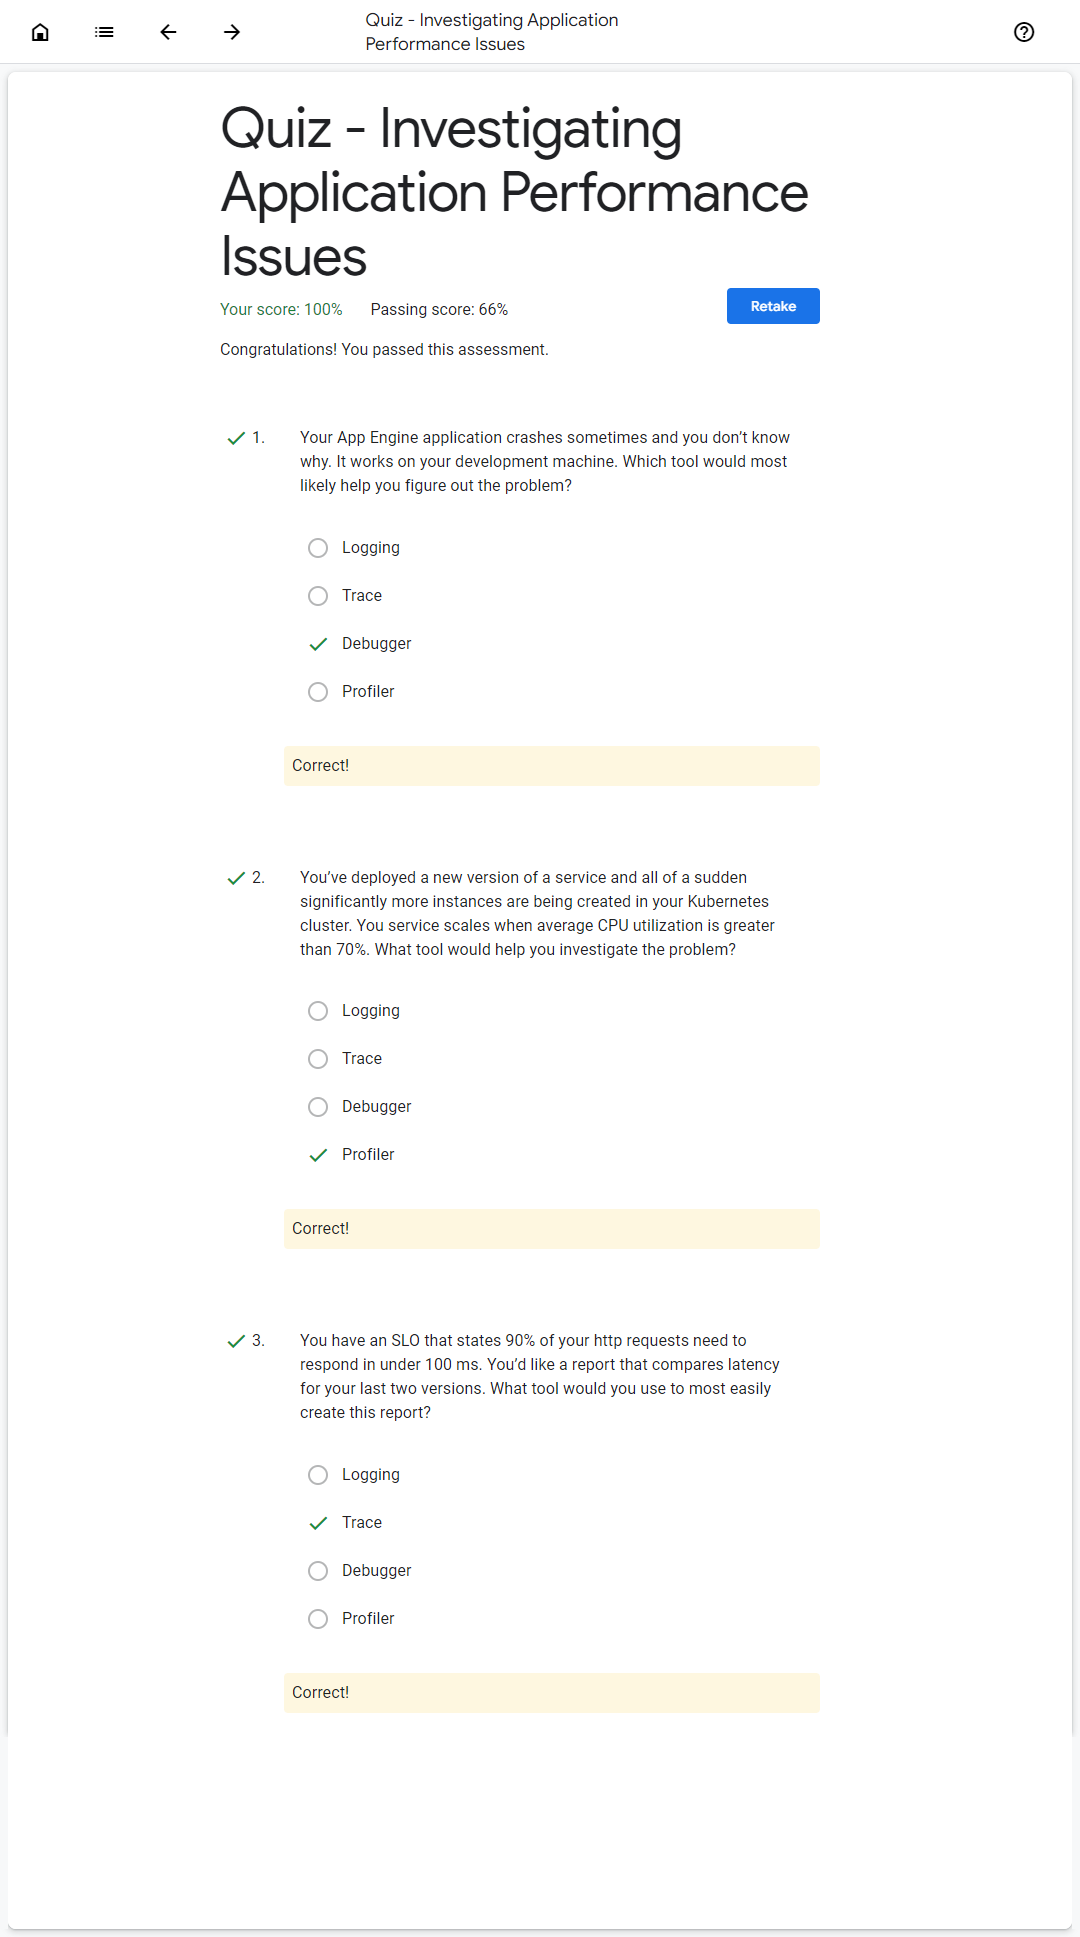 Quiz - Investigating Application
Performance Issues
Quiz - Investigating
Application Performance
Issues
Your score: 100% Passing score: 66%
Retake
Congratulations! You passed this assessment.
1. Your App Engine application crashes sometimes and you don’t know
why. It works on your development machine. Which tool would most
likely help you figure out the problem?
Logging
Trace
Debugger
Profiler
Correct!
2. You’ve deployed a new version of a service and all of a sudden
significantly more instances are being created in your Kubernetes
cluster. You service scales when average CPU utilization is greater
than 70%. What tool would help you investigate the problem?
Logging
Trace
Debugger
Profiler
Correct!
3. You have an SLO that states 90% of your http requests need to
respond in under 100 ms. You’d like a report that compares latency
for your last two versions. What tool would you use to most easily
create this report?
Logging
Trace
Debugger
Profiler
Correct!